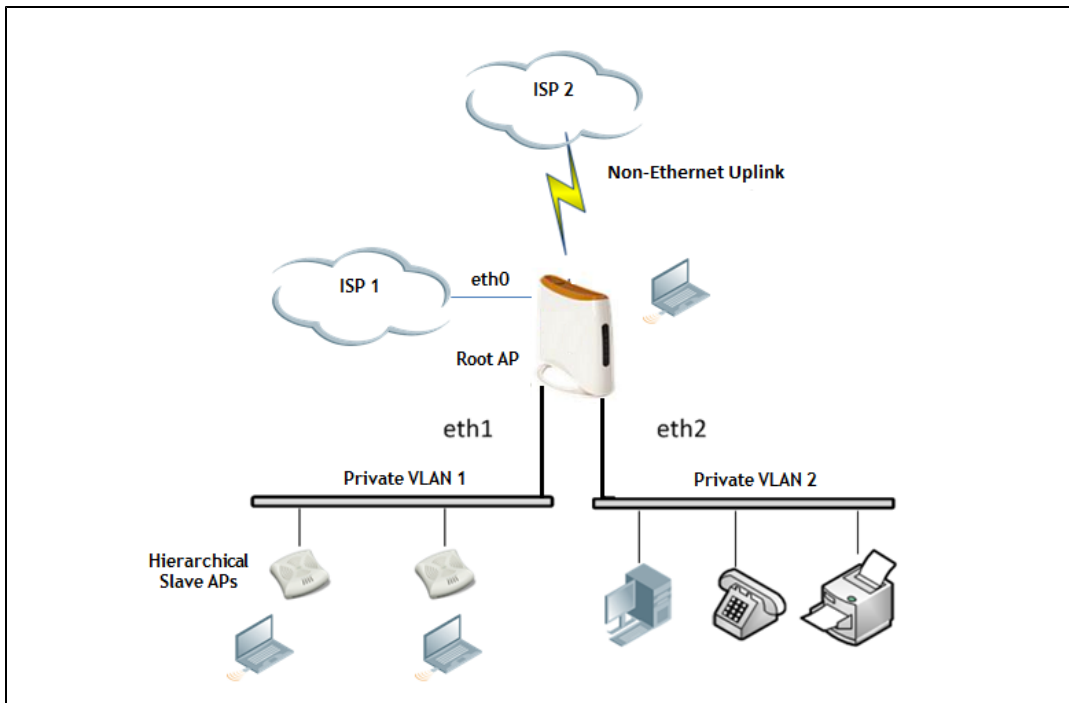 ISP 2
Non-Ethernet Uplink
ISP 1
eth0
Root AP
eth1
eth2
Private VLAN 1
Private VLAN 2
Hierarchical
Slave APs